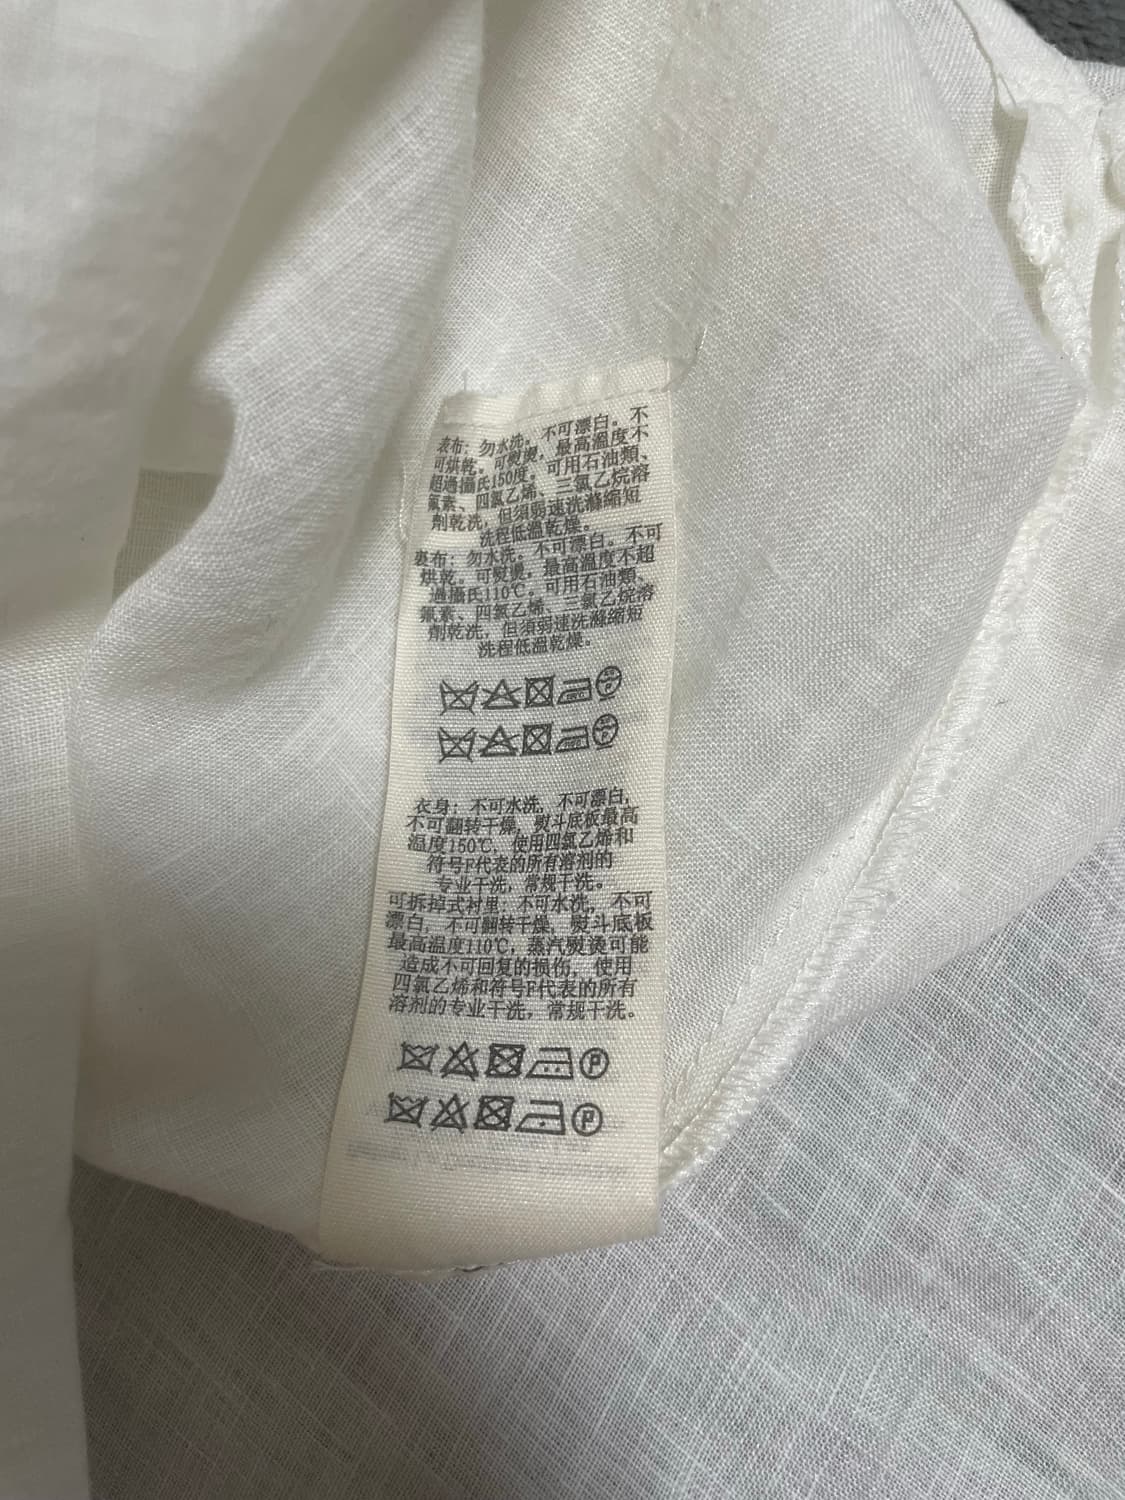 表布：勿水洗。不可漂白。不
可烘乾。可熨燙，最高溫度不
超過攝氏150度。可用石油類、
氟素、四氯乙烯、三氯乙烷溶
劑乾洗，但須弱速洗滌縮短
洗程低溫乾燥。
裏布：勿水洗。不可漂白。不可
烘乾。可熨燙，最高溫度不超
過攝氏110℃。可用石油類、
氟素、四氯乙烯、三氯乙烷溶
劑乾洗，但須弱速洗滌縮短
洗程低溫乾燥。
衣身：不可水洗，不可漂白，
不可翻转干燥，熨斗底板最高
温度150℃，使用四氯乙烯和
符号F代表的所有溶剂的
专业干洗，常规干洗。
可拆掉式衬里：不可水洗，不可
漂白，不可翻转干燥，熨斗底板
最高温度110℃，蒸汽熨烫可能
造成不可回复的损伤，使用
四氯乙烯和符号F代表的所有
溶剂的专业干洗，常规干洗。
P
P